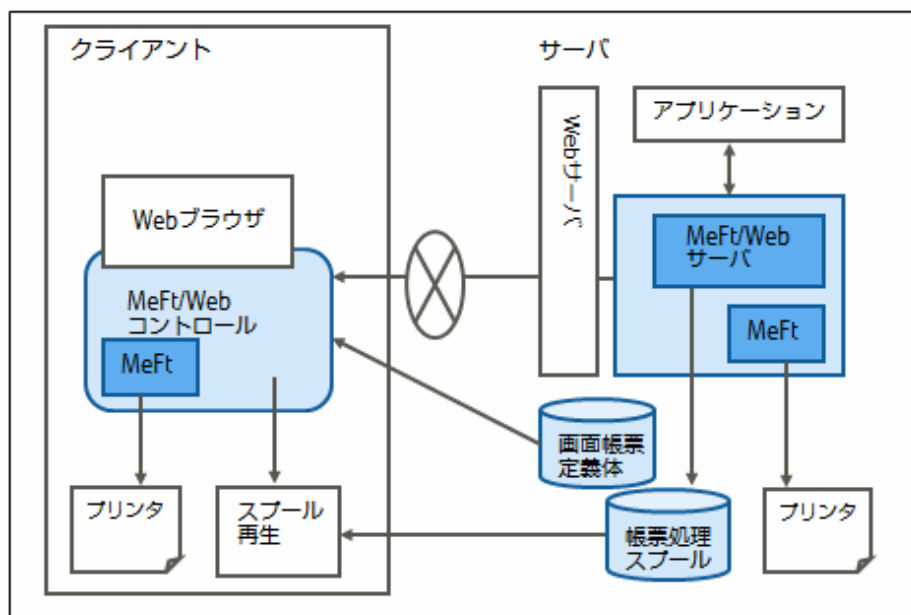 クライアント
サーバ
Webサーバ
アプリケーション
Webブラウザ
MeFt/Web
サーバ
MeFt/Web
コントロール
MeFt
MeFt
画面帳票
定義体
プリンタ
スプール
再生
帳票処理
スプール
プリンタ